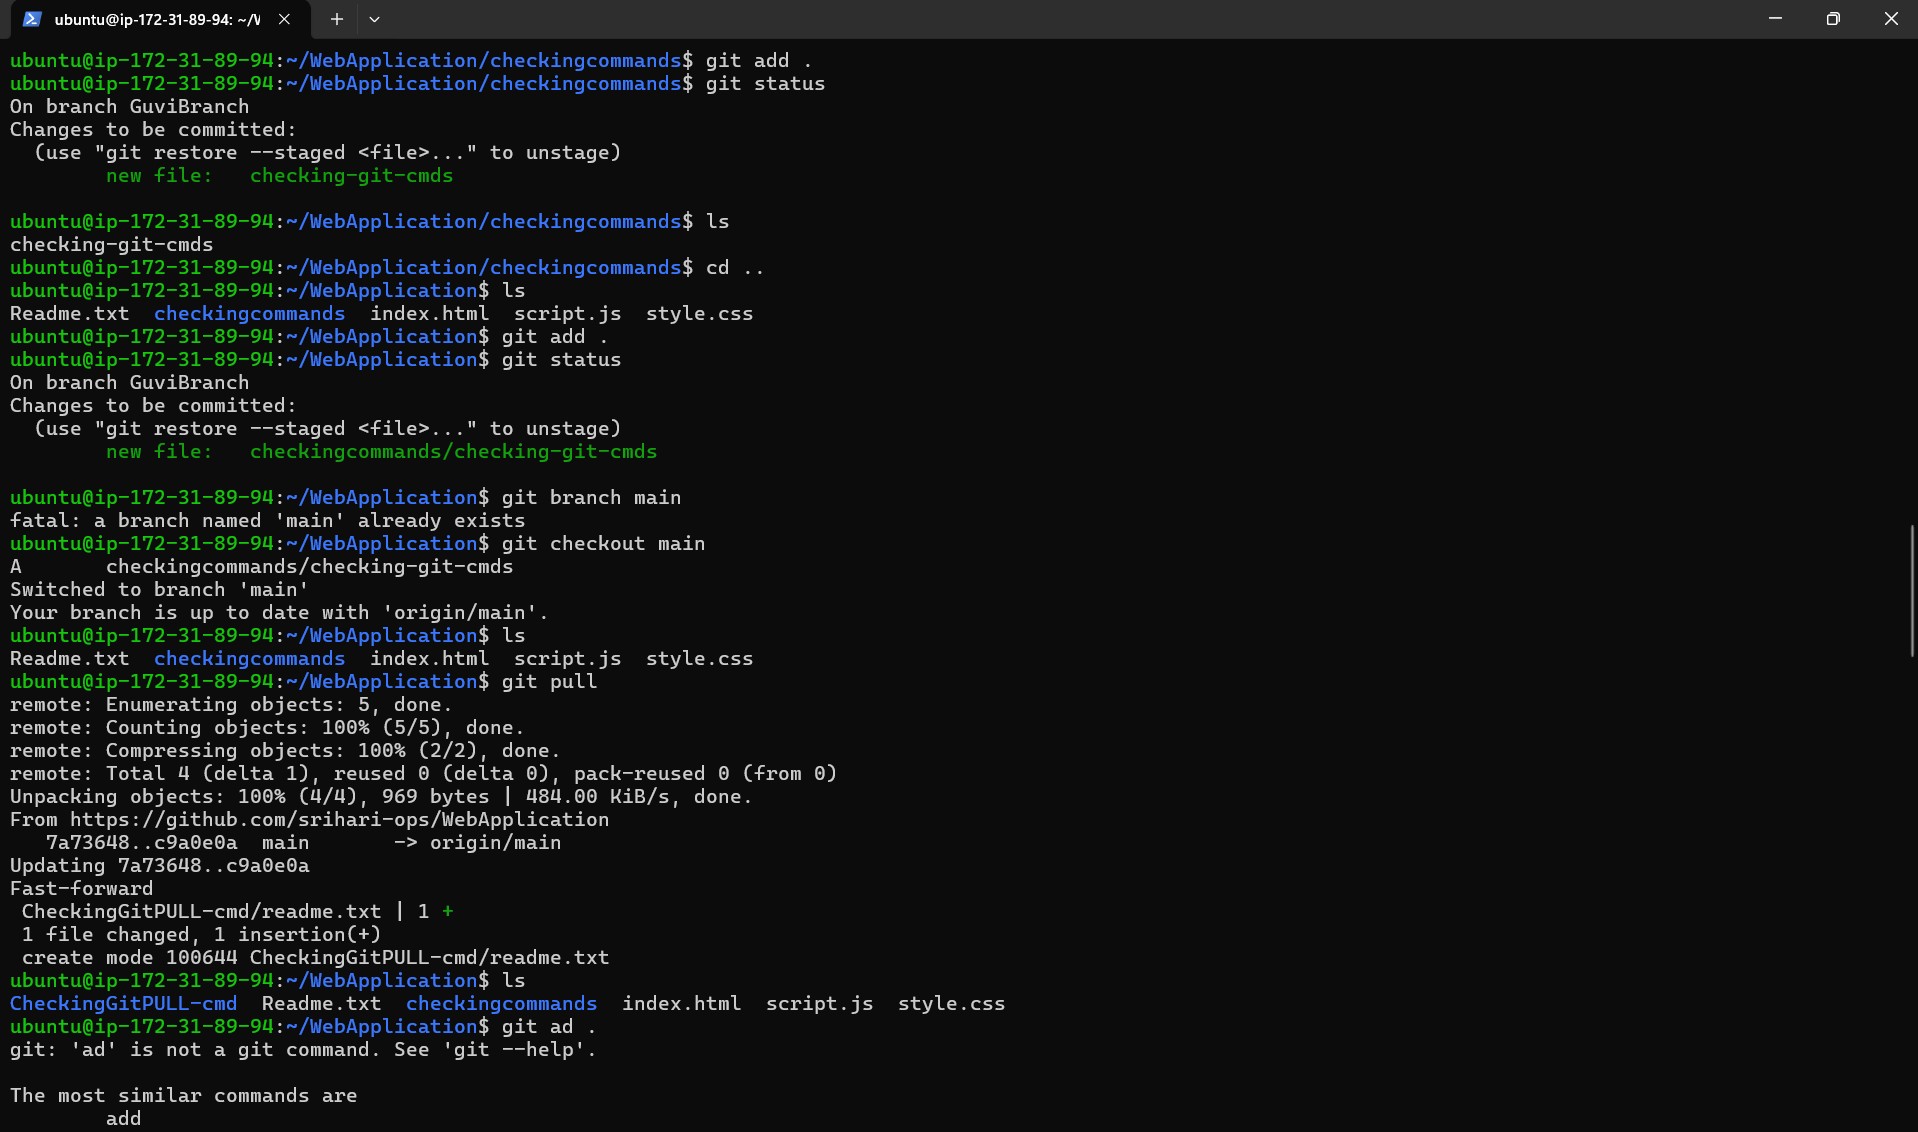 ubuntu@ip-172-31-89-94: ~/W
ubuntu@ip-172-31-89-94:~/WebApplication/checkingcommands$ git add .
ubuntu@ip-172-31-89-94:~/WebApplication/checkingcommands$ git status
On branch GuviBranch
Changes to be committed:
  (use "git restore --staged <file>..." to unstage)
        new file:   checking-git-cmds

ubuntu@ip-172-31-89-94:~/WebApplication/checkingcommands$ ls
checking-git-cmds
ubuntu@ip-172-31-89-94:~/WebApplication/checkingcommands$ cd ..
ubuntu@ip-172-31-89-94:~/WebApplication$ ls
Readme.txt  checkingcommands  index.html  script.js  style.css
ubuntu@ip-172-31-89-94:~/WebApplication$ git add .
ubuntu@ip-172-31-89-94:~/WebApplication$ git status
On branch GuviBranch
Changes to be committed:
  (use "git restore --staged <file>..." to unstage)
        new file:   checkingcommands/checking-git-cmds

ubuntu@ip-172-31-89-94:~/WebApplication$ git branch main
fatal: a branch named 'main' already exists
ubuntu@ip-172-31-89-94:~/WebApplication$ git checkout main
A       checkingcommands/checking-git-cmds
Switched to branch 'main'
Your branch is up to date with 'origin/main'.
ubuntu@ip-172-31-89-94:~/WebApplication$ ls
Readme.txt  checkingcommands  index.html  script.js  style.css
ubuntu@ip-172-31-89-94:~/WebApplication$ git pull
remote: Enumerating objects: 5, done.
remote: Counting objects: 100% (5/5), done.
remote: Compressing objects: 100% (2/2), done.
remote: Total 4 (delta 1), reused 0 (delta 0), pack-reused 0 (from 0)
Unpacking objects: 100% (4/4), 969 bytes | 484.00 KiB/s, done.
From https://github.com/srihari-ops/WebApplication
   7a73648..c9a0e0a  main       -> origin/main
Updating 7a73648..c9a0e0a
Fast-forward
 CheckingGitPULL-cmd/readme.txt | 1 +
 1 file changed, 1 insertion(+)
 create mode 100644 CheckingGitPULL-cmd/readme.txt
ubuntu@ip-172-31-89-94:~/WebApplication$ ls
CheckingGitPULL-cmd  Readme.txt  checkingcommands  index.html  script.js  style.css
ubuntu@ip-172-31-89-94:~/WebApplication$ git ad .
git: 'ad' is not a git command. See 'git --help'.

The most similar commands are
        add